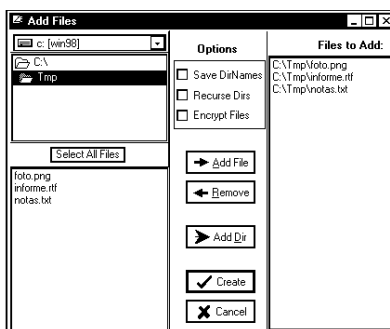 Add Files
c: [win98]
C:\
Tmp
Select All Files
foto.png
informe.rtf
notas.txt
Options
Save DirNames
Recurse Dirs
Encrypt Files
Add File
Remove
Add Dir
Create
Cancel
Files to Add:
C:\Tmp\foto.png
C:\Tmp\informe.rtf
C:\Tmp\notas.txt